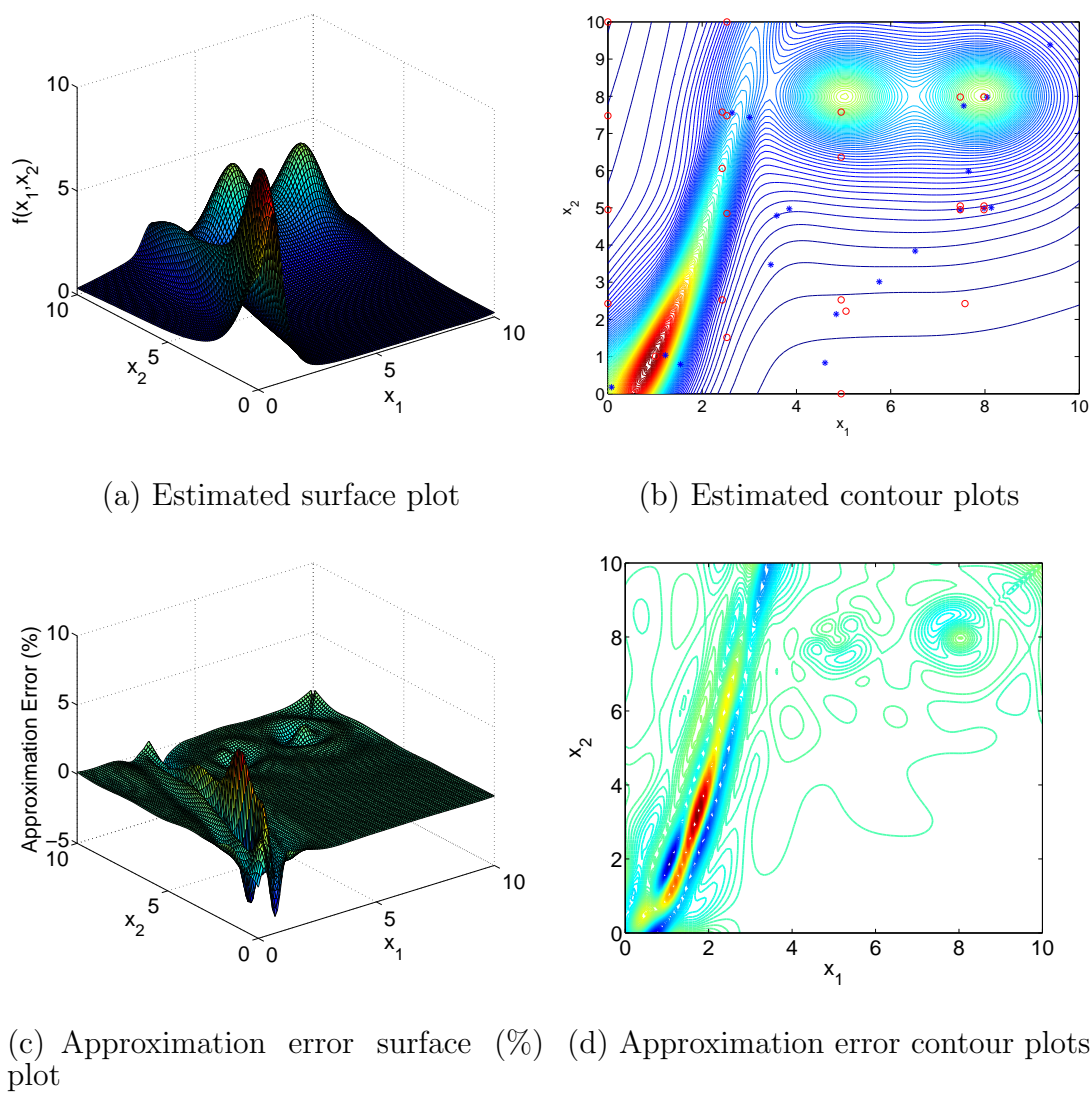 10
5
0
f(x1,x2)
10
5
0
x2
0
5
10
x1
10
9
8
7
6
5
4
3
2
1
0
x2
0 2 4 6 8 10
x1
(a) Estimated surface plot
(b) Estimated contour plots
10
5
0
−5
Approximation Error (%)
10
5
0
x2
0
5
10
x1
10
8
6
4
2
0
x2
0 2 4 6 8 10
x1
(c) Approximation error surface (%)
plot
(d) Approximation error contour plots